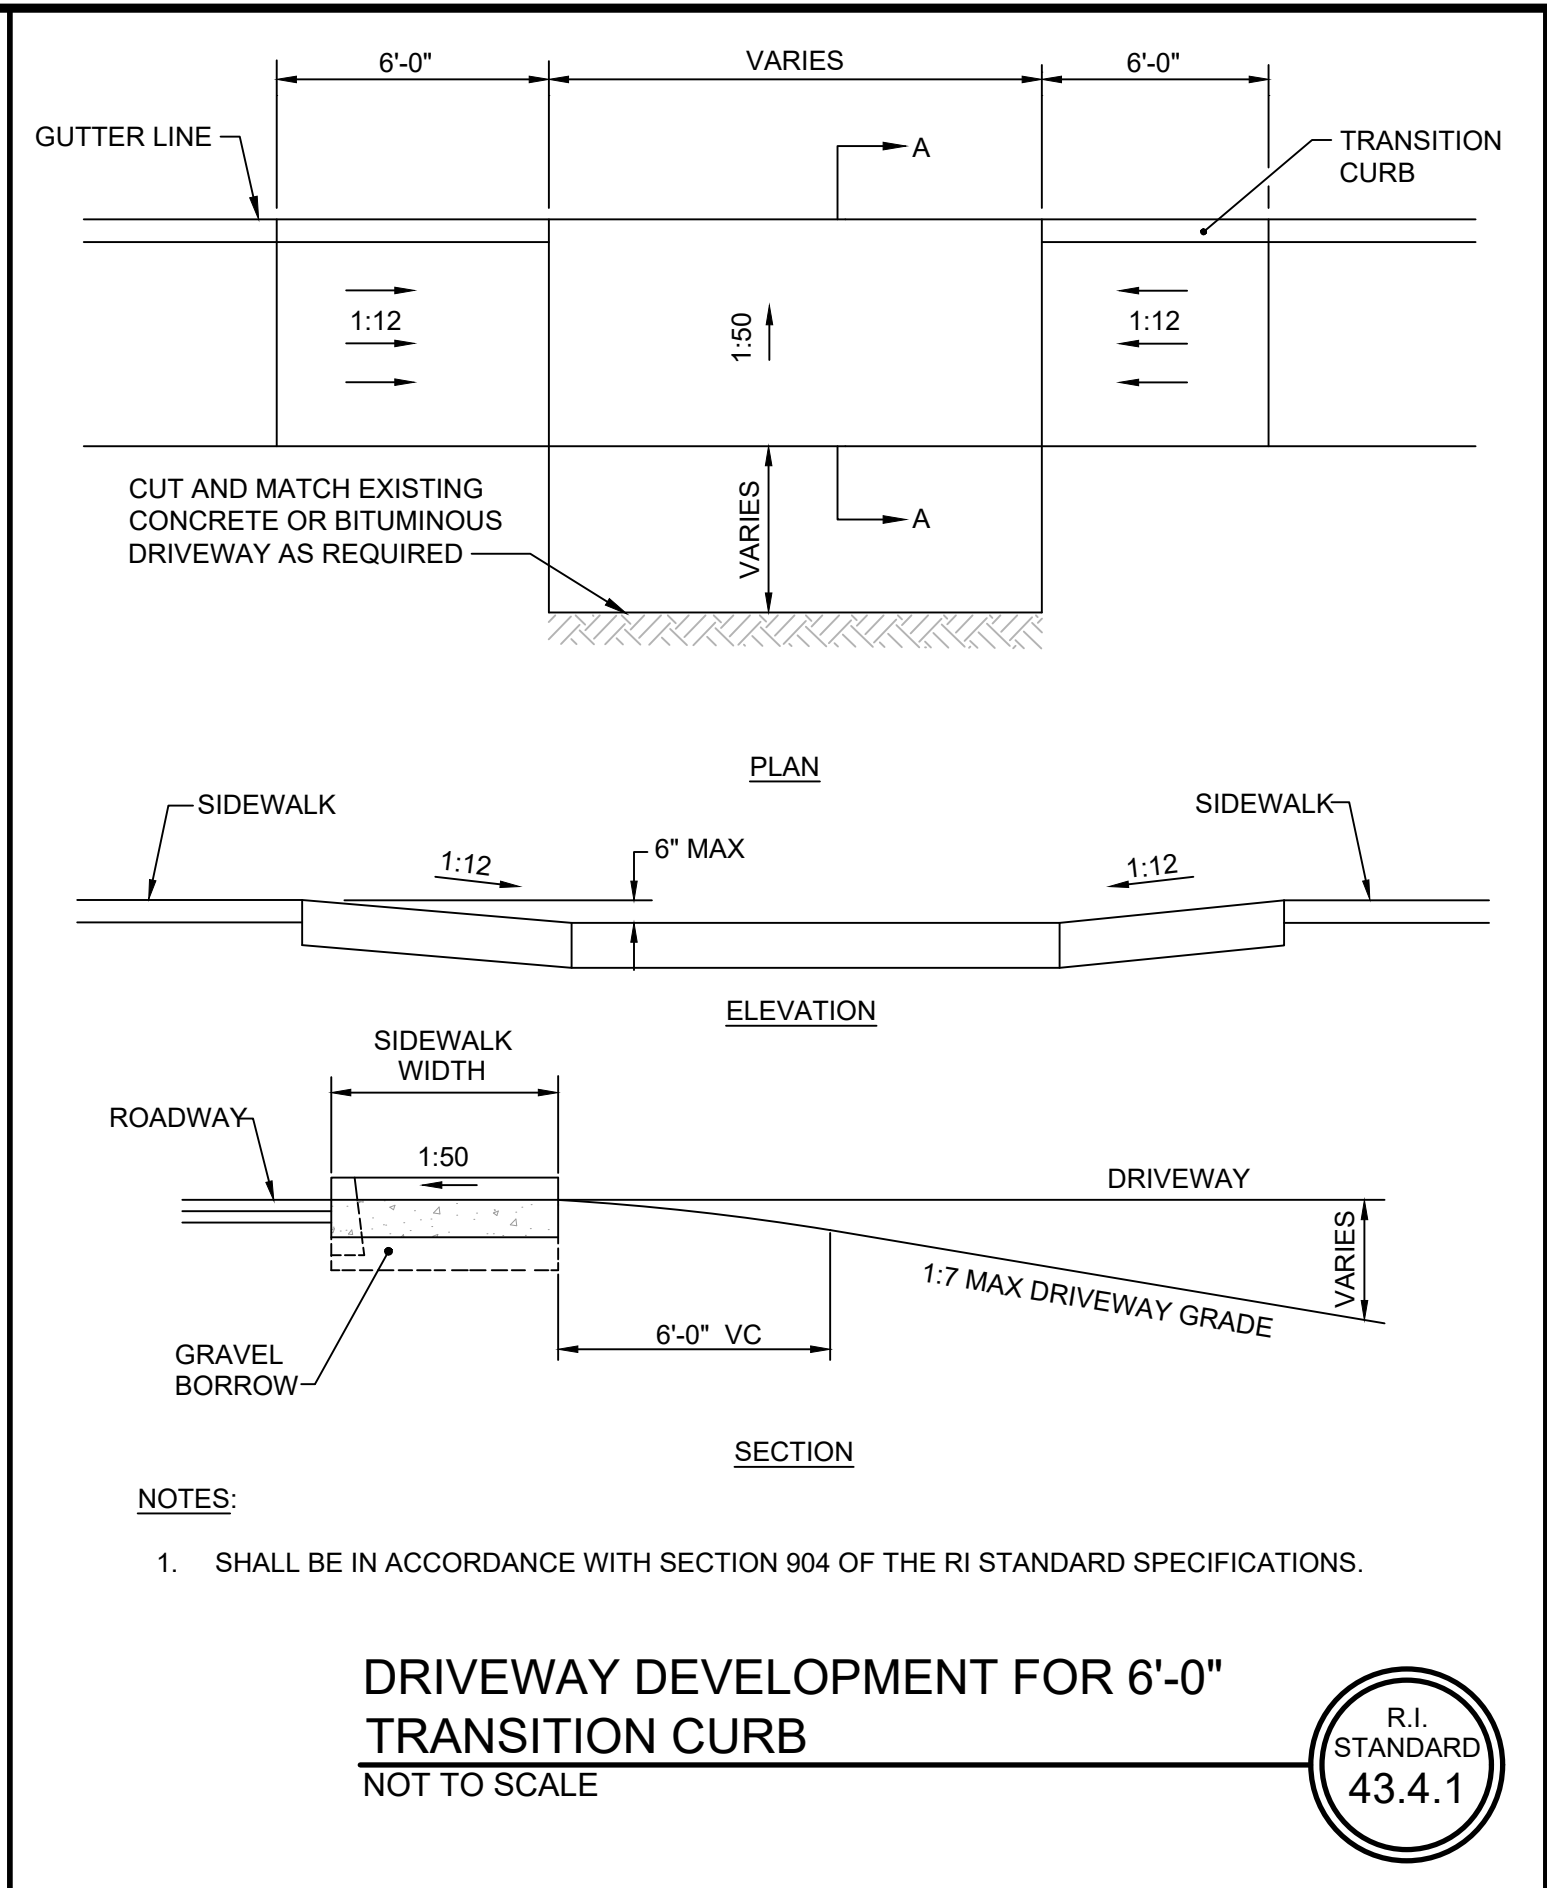 6'-0"
VARIES
6'-0"
GUTTER LINE
A
TRANSITION
CURB
1:12
1:50
1:12
CUT AND MATCH EXISTING
CONCRETE OR BITUMINOUS
DRIVEWAY AS REQUIRED
VARIES
A
PLAN
SIDEWALK
SIDEWALK
1:12
6" MAX
1:12
ELEVATION
SIDEWALK
WIDTH
ROADWAY
1:50
DRIVEWAY
VARIES
1:7 MAX DRIVEWAY GRADE
6'-0" VC
GRAVEL
BORROW
SECTION
NOTES:
1. SHALL BE IN ACCORDANCE WITH SECTION 904 OF THE RI STANDARD SPECIFICATIONS.
DRIVEWAY DEVELOPMENT FOR 6'-0"
TRANSITION CURB
NOT TO SCALE
R.I.
STANDARD
43.4.1